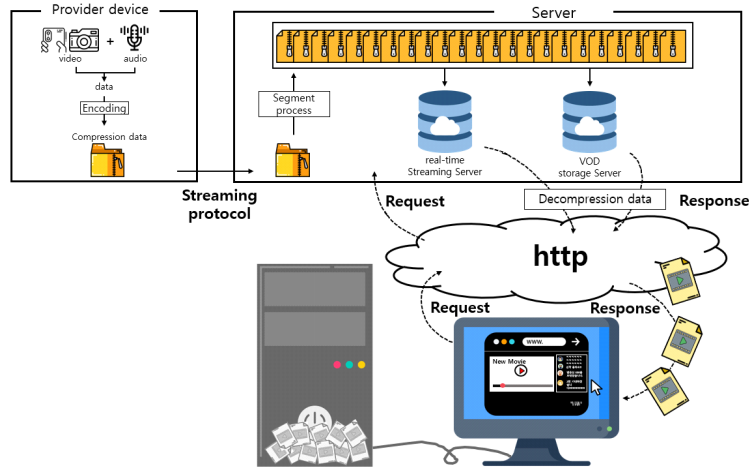 Provider device
video
+
audio
data
Encoding
Compression data
Streaming
protocol
Server
Segment
process
real-time
Streaming Server
VOD
storage Server
Request
Decompression data
Response
http
Request
Response
www.
New Movie